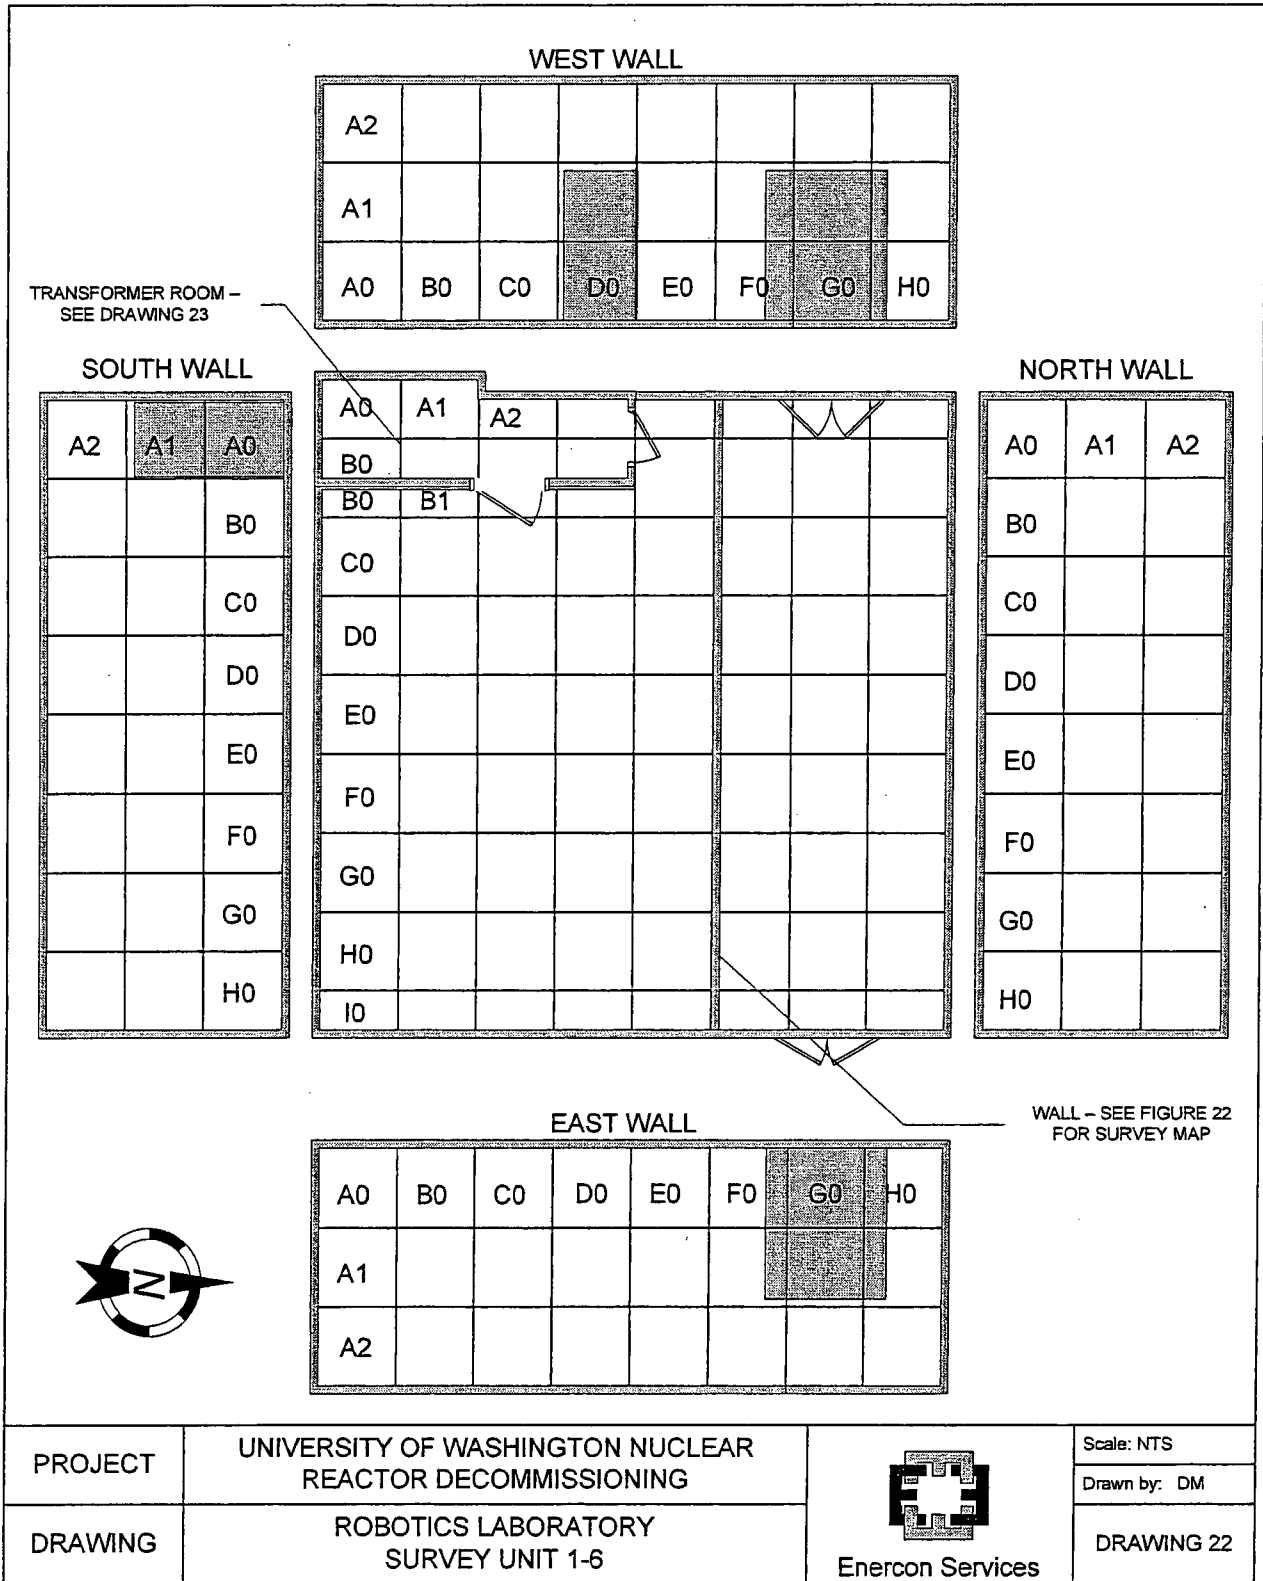 WEST WALL
A2
A1
A0 B0 C0 D0 E0 F0 G0 H0
TRANSFORMER ROOM –
SEE DRAWING 23
SOUTH WALL
A2 A1 A0
B0
C0
D0
E0
F0
G0
H0
A0 A1 A2
B0
B0 B1
C0
D0
E0
F0
G0
H0
I0
NORTH WALL
A0 A1 A2
B0
C0
D0
E0
F0
G0
H0
WALL – SEE FIGURE 22
FOR SURVEY MAP
EAST WALL
A0 B0 C0 D0 E0 F0 G0 H0
A1
A2
N
PROJECT
UNIVERSITY OF WASHINGTON NUCLEAR
REACTOR DECOMMISSIONING
DRAWING
ROBOTICS LABORATORY
SURVEY UNIT 1-6
Enercon Services
Scale: NTS
Drawn by: DM
DRAWING 22